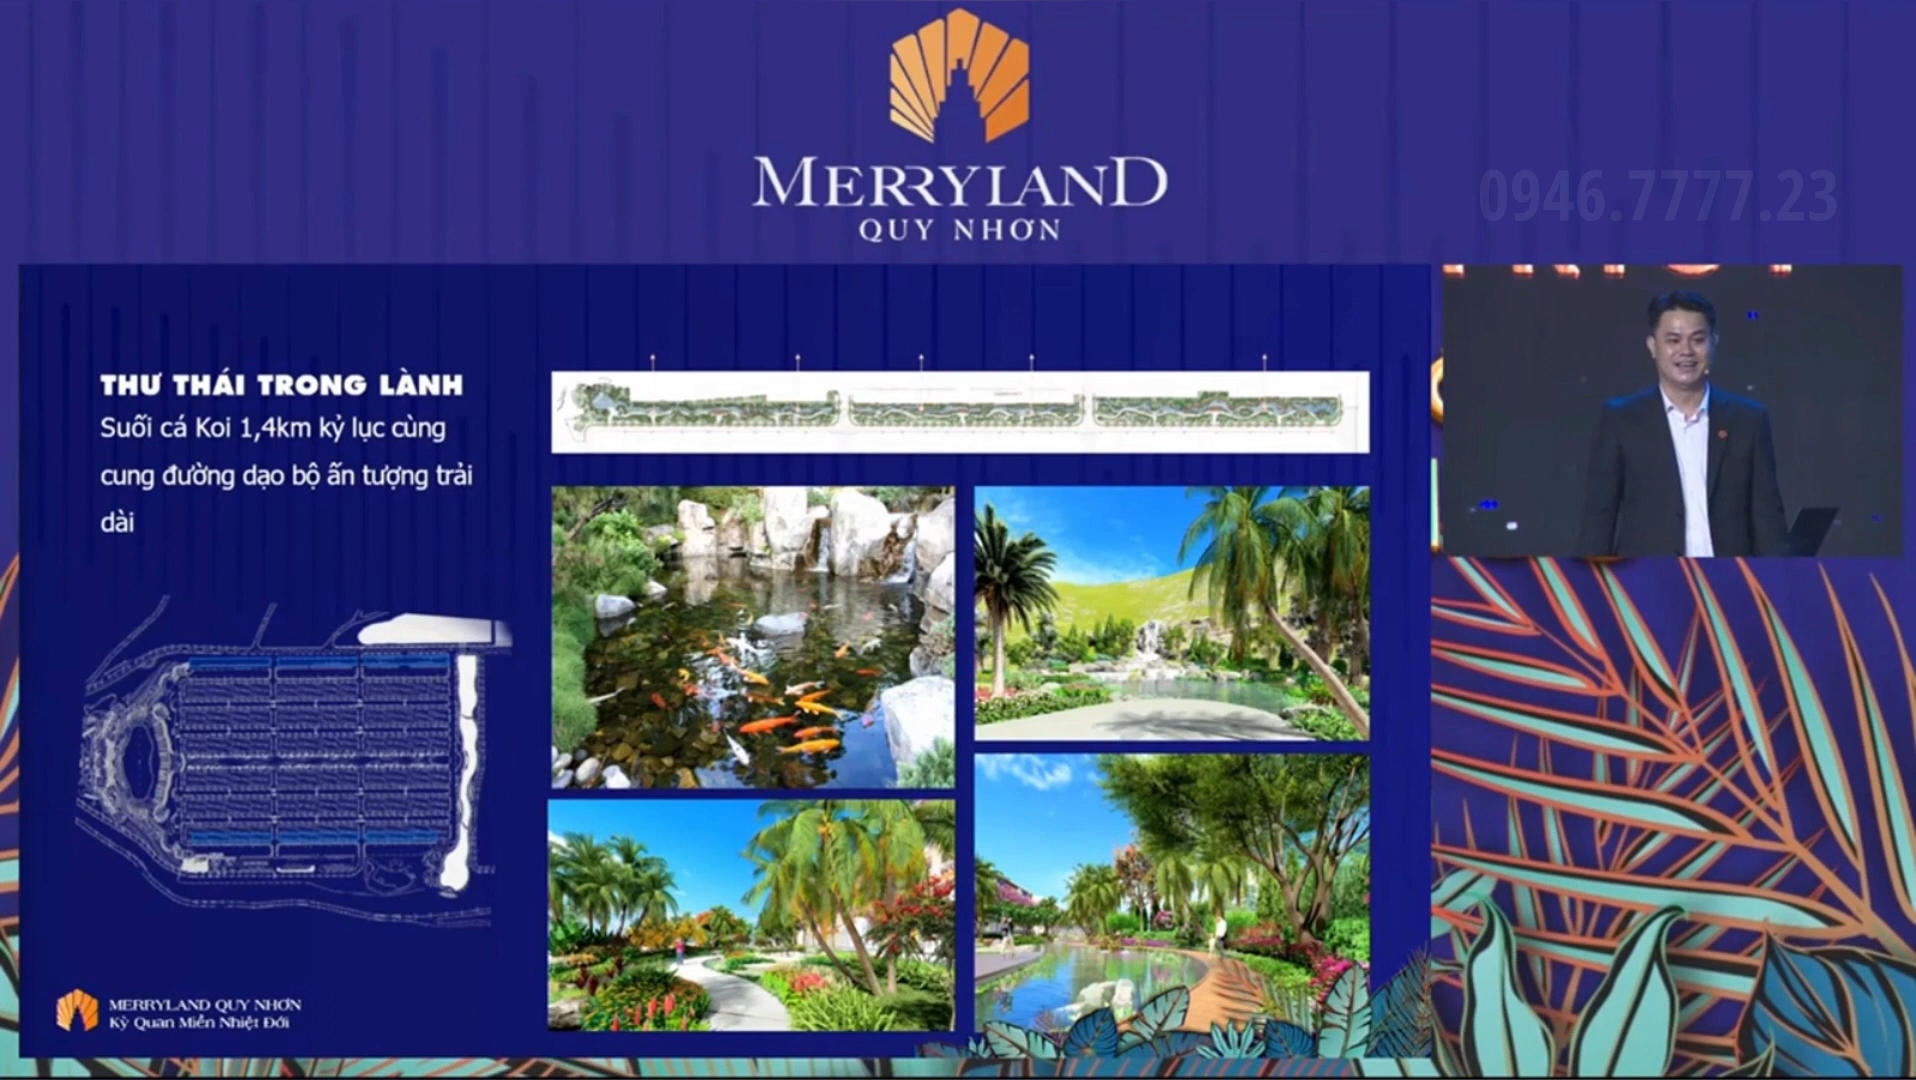 MERRYLAND
QUY NHƠN
0946.7777.23
THƯ THÁI TRONG LÀNH
Suối cá Koi 1,4km kỷ lục cùng
cung đường dạo bộ ấn tượng trải
dài
MERRYLAND QUY NHƠN
Kỳ Quan Miền Nhiệt Đới